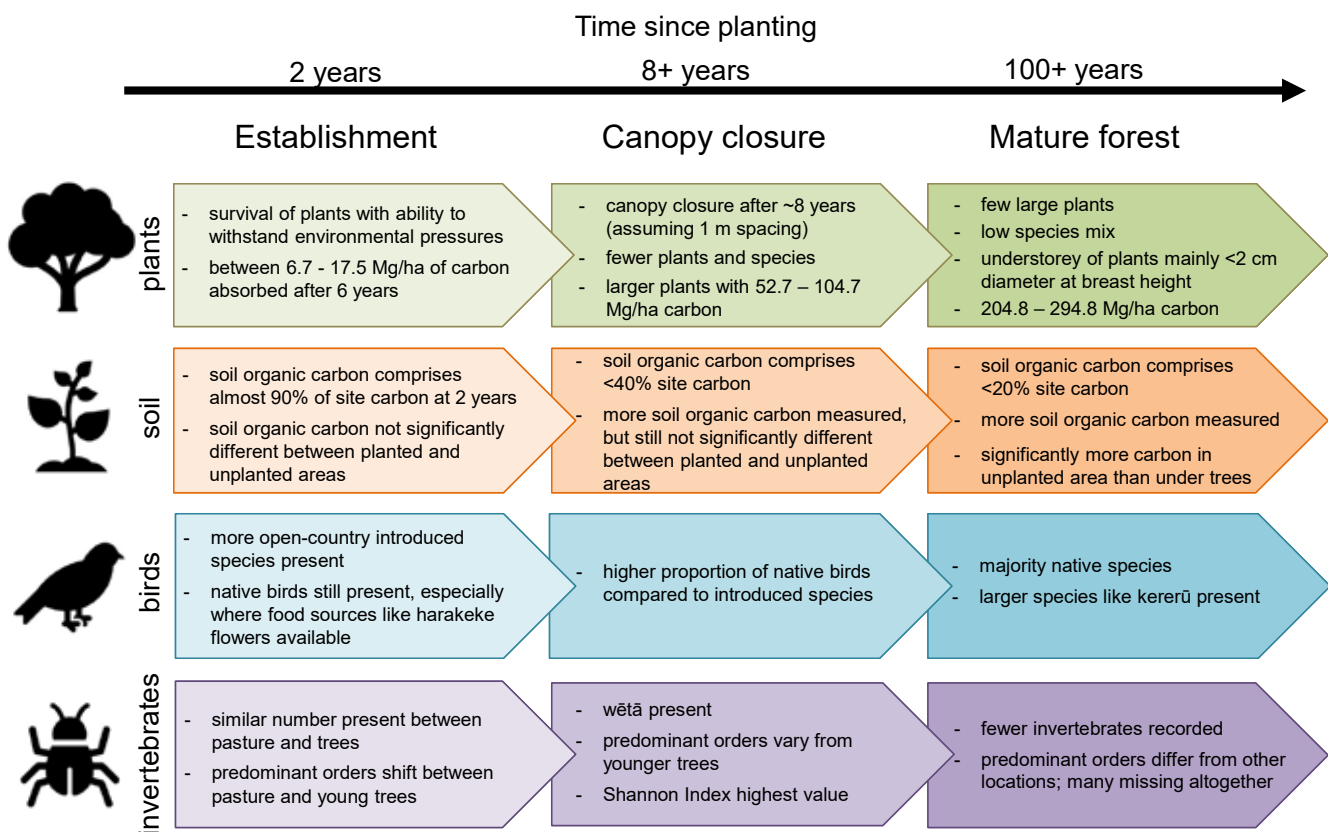 Time since planting
2 years
8+ years
100+ years
Establishment
Canopy closure
Mature forest
plants
- survival of plants with ability to
withstand environmental pressures
- between 6.7 - 17.5 Mg/ha of carbon
absorbed after 6 years
- canopy closure after ~8 years
(assuming 1 m spacing)
- fewer plants and species
- larger plants with 52.7 – 104.7
Mg/ha carbon
- few large plants
- low species mix
- understorey of plants mainly <2 cm
diameter at breast height
- 204.8 – 294.8 Mg/ha carbon
soil
- soil organic carbon comprises
almost 90% of site carbon at 2 years
- soil organic carbon not significantly
different between planted and
unplanted areas
- soil organic carbon comprises
<40% site carbon
- more soil organic carbon measured,
but still not significantly different
between planted and unplanted
areas
- soil organic carbon comprises
<20% site carbon
- more soil organic carbon measured
- significantly more carbon in
unplanted area than under trees
birds
- more open-country introduced
species present
- native birds still present, especially
where food sources like harakeke
flowers available
- higher proportion of native birds
compared to introduced species
- majority native species
- larger species like kererū present
invertebrates
- similar number present between
pasture and trees
- predominant orders shift between
pasture and young trees
- wētā present
- predominant orders vary from
younger trees
- Shannon Index highest value
- fewer invertebrates recorded
- predominant orders differ from other
locations; many missing altogether